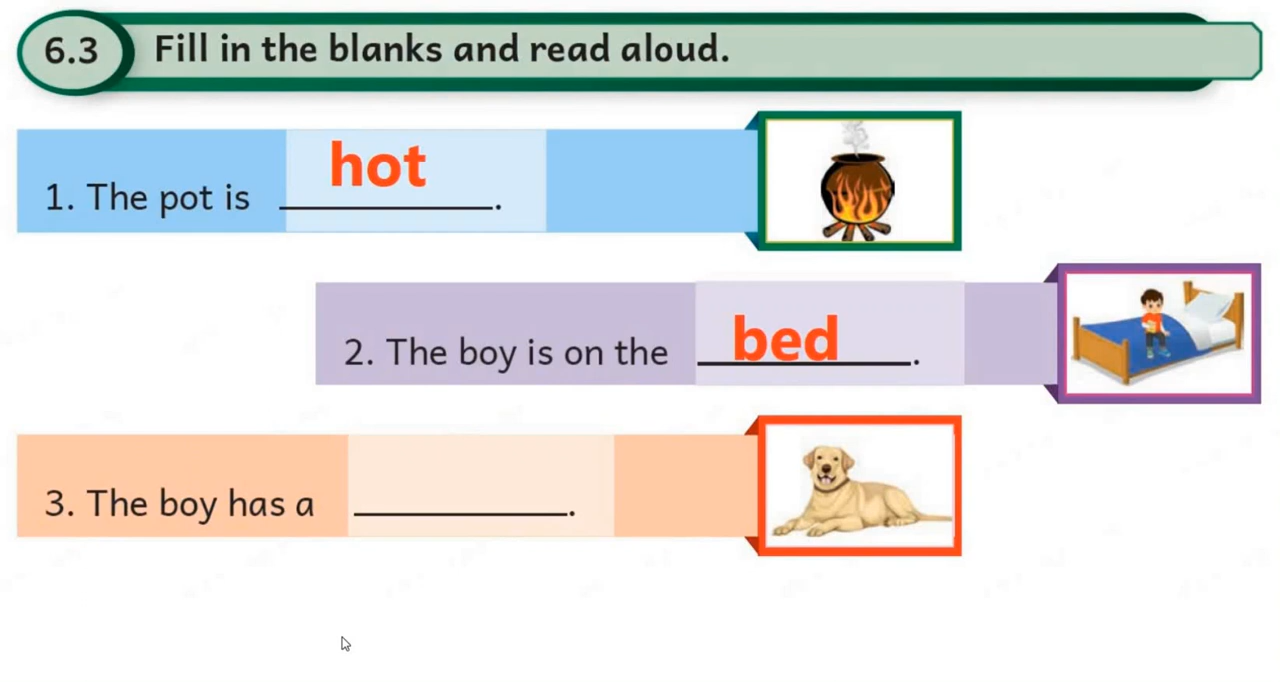 6.3 Fill in the blanks and read aloud.
1. The pot is hot.
2. The boy is on the bed.
3. The boy has a __________.